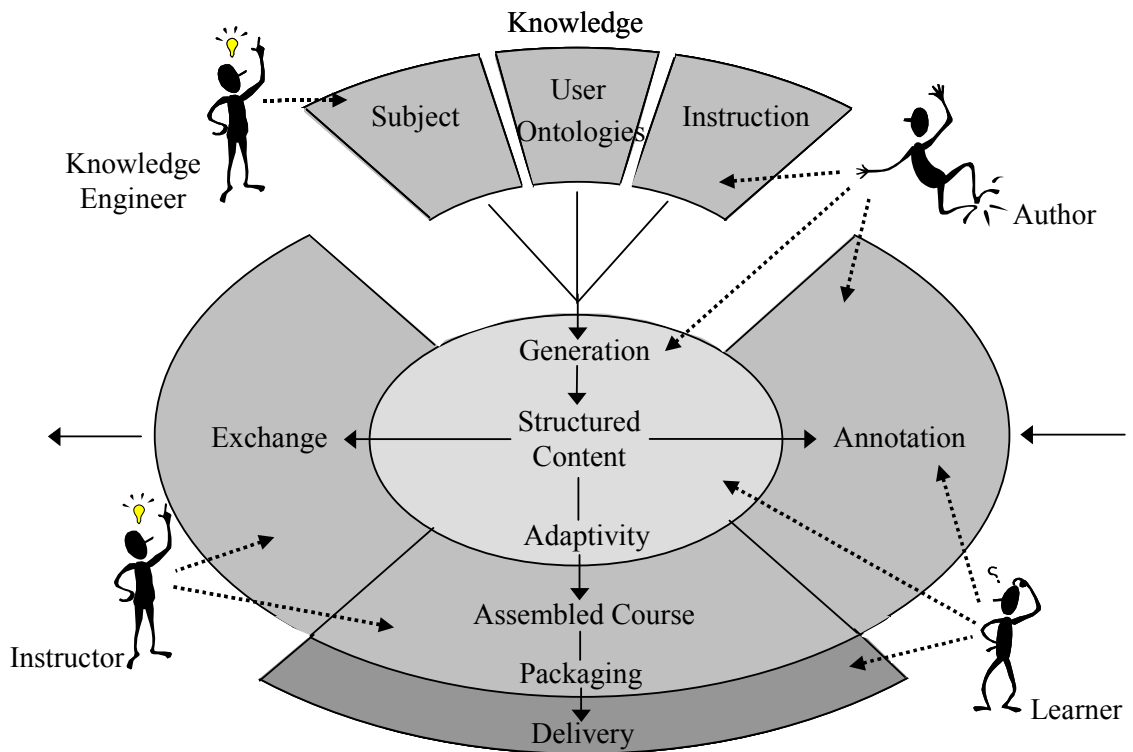 Knowledge
Subject
User
Ontologies
Instruction
Knowledge
Engineer
Author
Generation
Structured
Content
Exchange
Annotation
Adaptivity
Assembled Course
Instructor
Packaging
Learner
Delivery